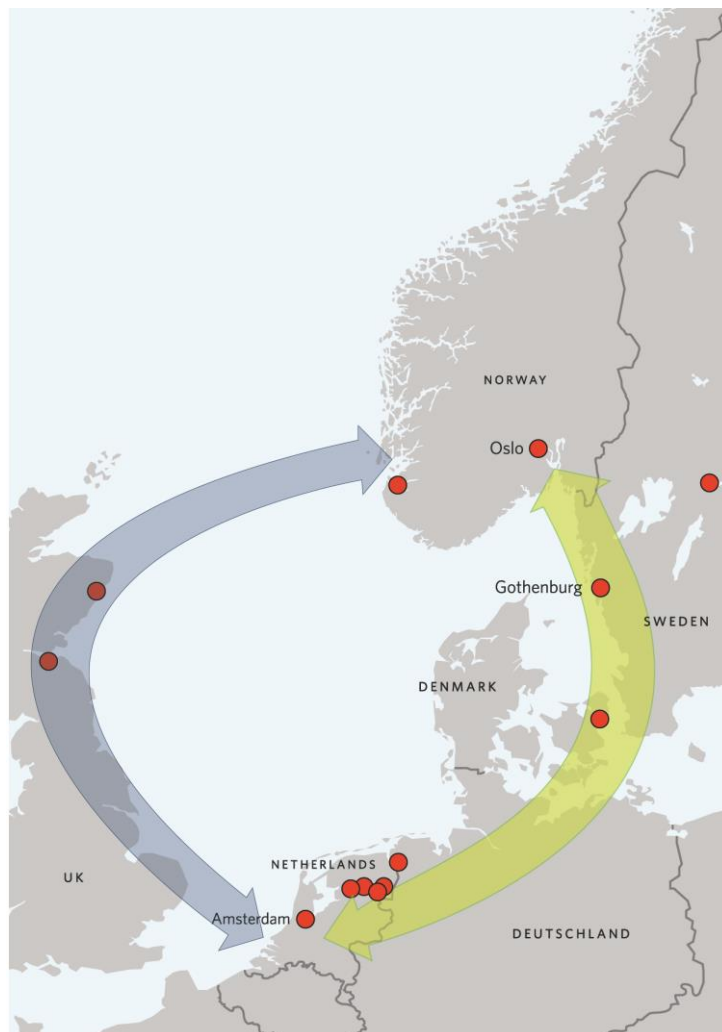 NORWAY
Oslo
Gothenburg
SWEDEN
DENMARK
NETHERLANDS
UK
Amsterdam
DEUTSCHLAND